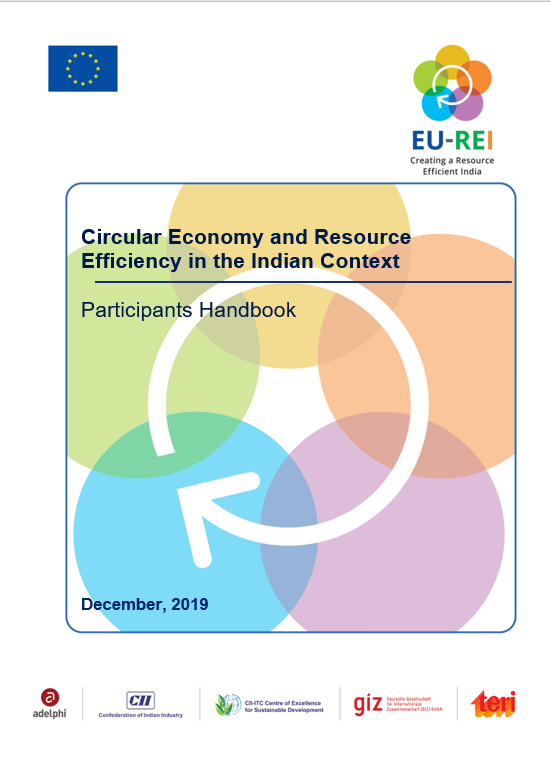 EU-REI
Creating a Resource
Efficient India
Circular Economy and Resource
Efficiency in the Indian Context
Participants Handbook
December, 2019
a
adelphi
CII
Confederation of Indian Industry
CII-ITC Centre of Excellence
for Sustainable Development
giz
Deutsche Gesellschaft
für Internationale
Zusammenarbeit (GIZ) GmbH
teri